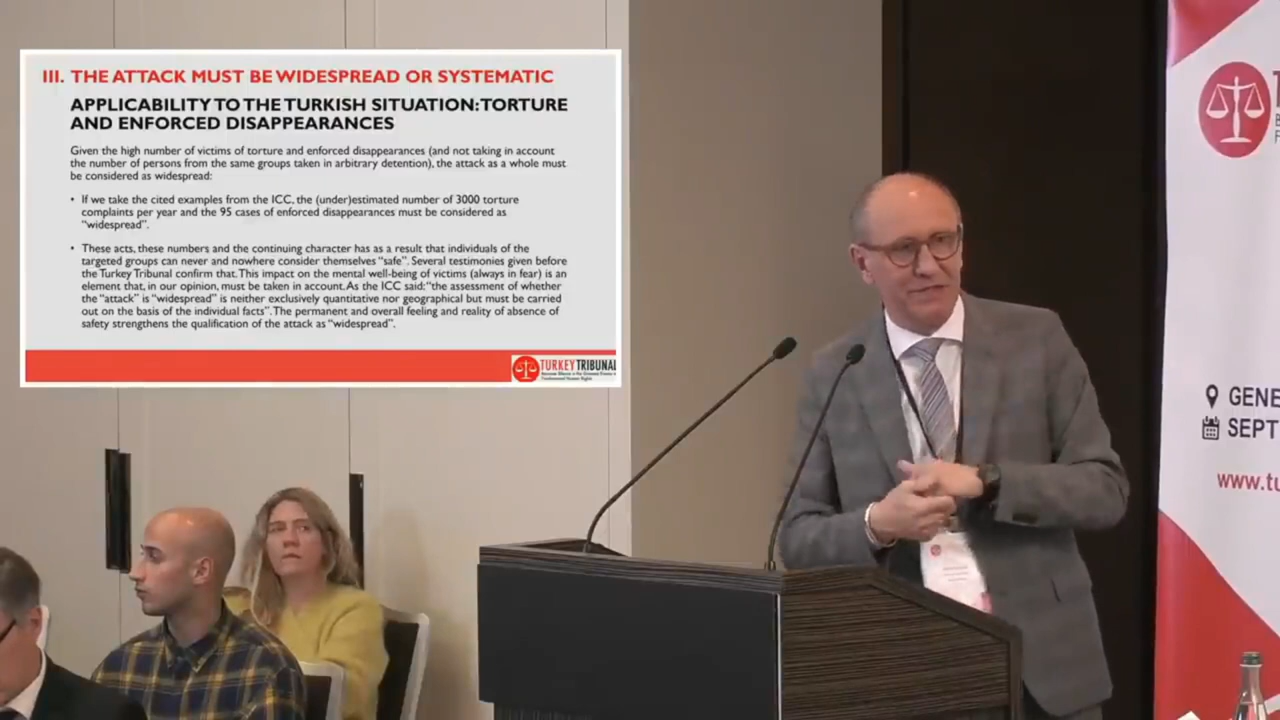 III. THE ATTACK MUST BE WIDESPREAD OR SYSTEMATIC
APPLICABILITY TO THE TURKISH SITUATION: TORTURE
AND ENFORCED DISAPPEARANCES
Given the high number of victims of torture and enforced disappearances (and not taking in account
the number of persons from the same groups taken in arbitrary detention), the attack as a whole must
be considered as widespread:
• If we take the cited examples from the ICC, the (under)estimated number of 3000 torture
complaints per year and the 95 cases of enforced disappearances must be considered as
"widespread".
• These acts, these numbers and the continuing character has as a result that individuals of the
targeted groups can never and nowhere consider themselves "safe". Several testimonies given before
the Turkey Tribunal confirm that. This impact on the mental well-being of victims (always in fear) is an
element that, in our opinion, must be taken in account. As the ICC said: "the assessment of whether
the "attack" is "widespread" is neither exclusively quantitative nor geographical but must be carried
out on the basis of the individual facts". The permanent and overall feeling and reality of absence of
safety strengthens the qualification of the attack as "widespread".
TURKEY TRIBUNAL
GENE
SEPT
www.tu